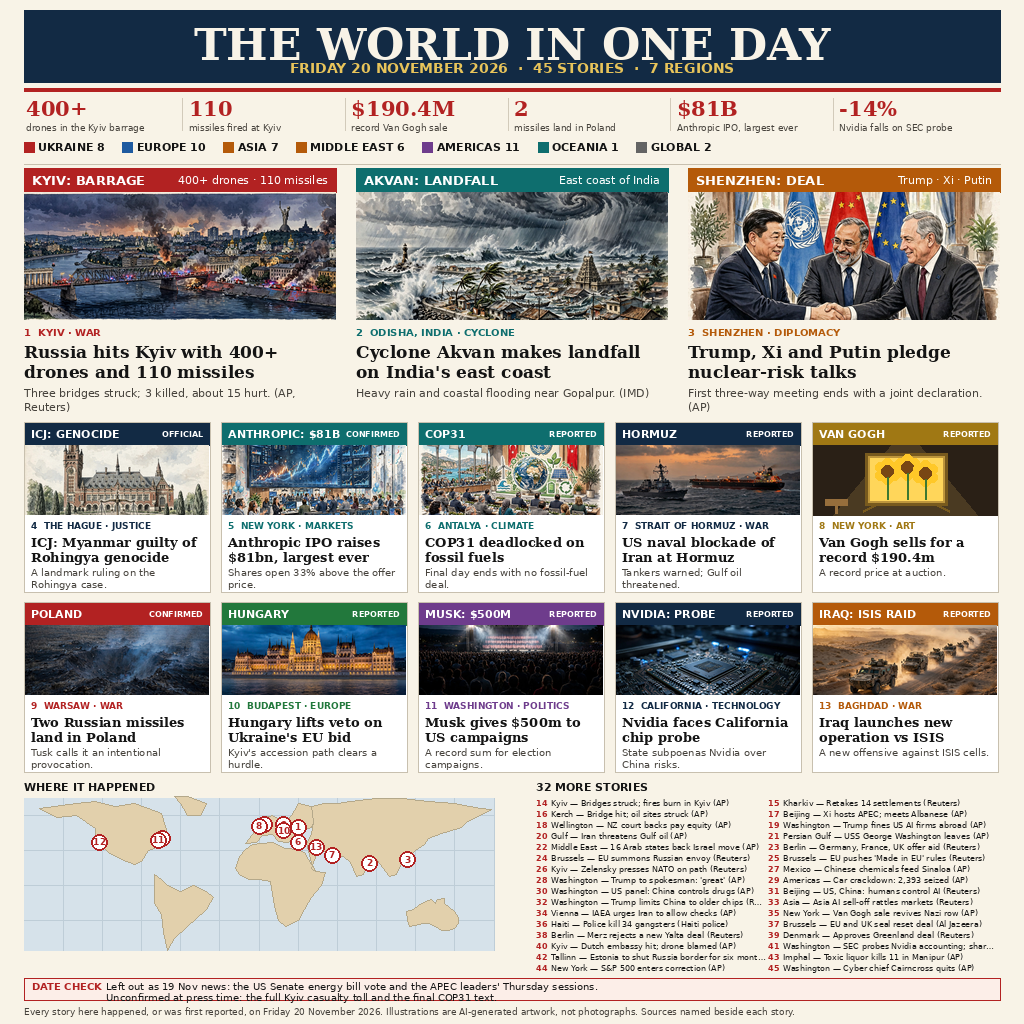 THE WORLD IN ONE DAY
FRIDAY 20 NOVEMBER 2026 · 45 STORIES · 7 REGIONS
400+
drones in the Kyiv barrage
110
missiles fired at Kyiv
$190.4M
record Van Gogh sale
2
missiles land in Poland
$81B
Anthropic IPO, largest ever
-14%
Nvidia falls on SEC probe
UKRAINE 8
EUROPE 10
ASIA 7
MIDDLE EAST 6
AMERICAS 11
OCEANIA 1
GLOBAL 2
KYIV: BARRAGE 400+ drones · 110 missiles
1 KYIV · WAR
Russia hits Kyiv with 400+
drones and 110 missiles
Three bridges struck; 3 killed, about 15 hurt. (AP,
Reuters)
AKVAN: LANDFALL East coast of India
2 ODISHA, INDIA · CYCLONE
Cyclone Akvan makes landfall
on India's east coast
Heavy rain and coastal flooding near Gopalpur. (IMD)
SHENZHEN: DEAL Trump · Xi · Putin
3 SHENZHEN · DIPLOMACY
Trump, Xi and Putin pledge
nuclear-risk talks
First three-way meeting ends with a joint declaration.
(AP)
ICJ: GENOCIDE OFFICIAL
4 THE HAGUE · JUSTICE
ICJ: Myanmar guilty of
Rohingya genocide
A landmark ruling on the
Rohingya case.
ANTHROPIC: $81B CONFIRMED
5 NEW YORK · MARKETS
Anthropic IPO raises
$81bn, largest ever
Shares open 33% above the offer
price.
COP31 REPORTED
6 ANTALYA · CLIMATE
COP31 deadlocked on
fossil fuels
Final day ends with no fossil-fuel
deal.
HORMUZ REPORTED
7 STRAIT OF HORMUZ · WAR
US naval blockade of
Iran at Hormuz
Tankers warned; Gulf oil
threatened.
VAN GOGH REPORTED
8 NEW YORK · ART
Van Gogh sells for a
record $190.4m
A record price at auction.
POLAND CONFIRMED
9 WARSAW · WAR
Two Russian missiles
land in Poland
Tusk calls it an intentional
provocation.
HUNGARY REPORTED
10 BUDAPEST · EUROPE
Hungary lifts veto on
Ukraine's EU bid
Kyiv's accession path clears a
hurdle.
MUSK: $500M REPORTED
11 WASHINGTON · POLITICS
Musk gives $500m to
US campaigns
A record sum for election
campaigns.
NVIDIA: PROBE REPORTED
12 CALIFORNIA · TECHNOLOGY
Nvidia faces California
chip probe
State subpoenas Nvidia over
China risks.
IRAQ: ISIS RAID REPORTED
13 BAGHDAD · WAR
Iraq launches new
operation vs ISIS
A new offensive against ISIS cells.
WHERE IT HAPPENED
12
11
8
10
1
6
13
7
2
3
32 MORE STORIES
14 Kyiv — Bridges struck; fires burn in Kyiv (AP)
15 Kharkiv — Retakes 14 settlements (Reuters)
16 Kerch — Bridge hit; oil sites struck (AP)
17 Beijing — Xi hosts APEC; meets Albanese (AP)
18 Wellington — NZ court backs pay equity (AP)
19 Washington — Trump fines US AI firms abroad (AP)
20 Gulf — Iran threatens Gulf oil (AP)
21 Persian Gulf — USS George Washington leaves (AP)
22 Middle East — 16 Arab states back Israel move (AP)
23 Berlin — Germany, France, UK offer aid (Reuters)
24 Brussels — EU summons Russian envoy (Reuters)
25 Brussels — EU pushes 'Made in EU' rules (Reuters)
26 Kyiv — Zelensky presses NATO on path (Reuters)
27 Mexico — Chinese chemicals feed Sinaloa (AP)
28 Washington — Trump to spokesman: 'great' (AP)
29 Americas — Car crackdown: 2,393 seized (AP)
30 Washington — US panel: China controls drugs (AP)
31 Beijing — US, China: humans control AI (Reuters)
32 Washington — Trump limits China to older chips (R...
33 Asia — Asia AI sell-off rattles markets (Reuters)
34 Vienna — IAEA urges Iran to allow checks (AP)
35 New York — Van Gogh sale revives Nazi row (AP)
36 Haiti — Police kill 34 gangsters (Haiti police)
37 Brussels — EU and UK seal reset deal (Al Jazeera)
38 Berlin — Merz rejects a new Yalta deal (Reuters)
39 Denmark — Approves Greenland deal (Reuters)
40 Kyiv — Dutch embassy hit; drone blamed (AP)
41 Washington — SEC probes Nvidia accounting; shar...
42 Tallinn — Estonia to shut Russia border for six mont...
43 Imphal — Toxic liquor kills 11 in Manipur (AP)
44 New York — S&P 500 enters correction (AP)
45 Washington — Cyber chief Cairncross quits (AP)
DATE CHECK Left out as 19 Nov news: the US Senate energy bill vote and the APEC leaders' Thursday sessions.
Unconfirmed at press time: the full Kyiv casualty toll and the final COP31 text.
Every story here happened, or was first reported, on Friday 20 November 2026. Illustrations are AI-generated artwork, not photographs. Sources named beside each story.